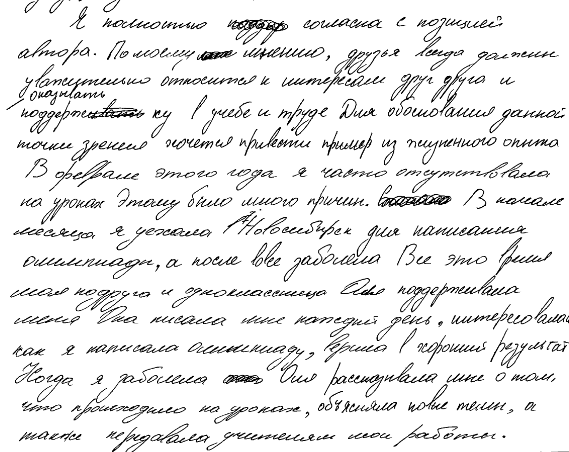 Я полностью согласна с позицией
автора. По моему мнению, друзья всегда должны
уважительно относится к интересам друг друга и
оказывать
поддержку в учебе и труде Для обоснования данной
точки зрения хочется привести пример из жизненного опыта
В феврале этого года я часто отсутствовала
на уроках Этому было много причин. В начале
месяца я уезжала в Новосибирск для написания
олимпиады, а после вовсе заболела Все это время
моя подруга и одноклассница Оля поддерживала
меня Она писала мне каждый день, интересовалась
как я написала олимпиаду, верила в хороший результат
Когда я заболела Оля рассказывала мне о том,
что происходило на уроках, объясняла новые темы, а
также передавала учителям мои работы.